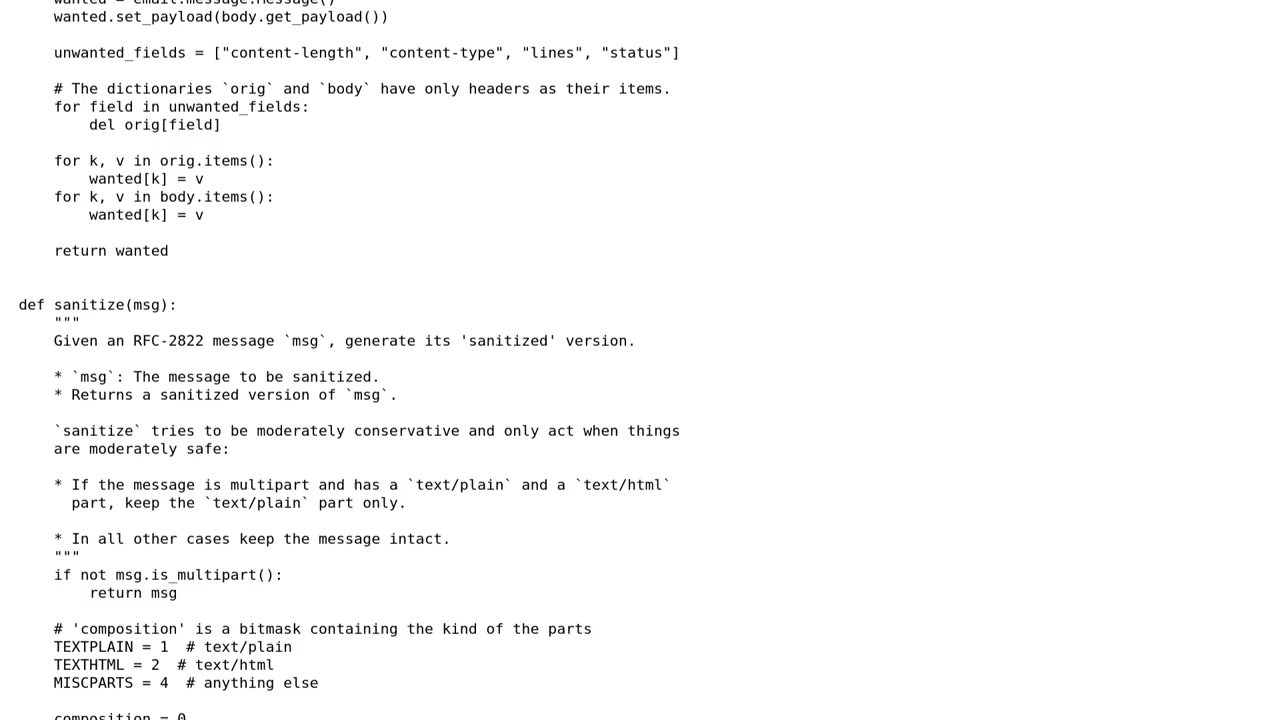 wanted = email.message.Message()
    wanted.set_payload(body.get_payload())

    unwanted_fields = ["content-length", "content-type", "lines", "status"]

    # The dictionaries `orig` and `body` have only headers as their items.
    for field in unwanted_fields:
        del orig[field]

    for k, v in orig.items():
        wanted[k] = v
    for k, v in body.items():
        wanted[k] = v

    return wanted


def sanitize(msg):
    """
    Given an RFC-2822 message `msg`, generate its 'sanitized' version.

    * `msg`: The message to be sanitized.
    * Returns a sanitized version of `msg`.

    `sanitize` tries to be moderately conservative and only act when things
    are moderately safe:

    * If the message is multipart and has a `text/plain` and a `text/html`
      part, keep the `text/plain` part only.

    * In all other cases keep the message intact.
    """
    if not msg.is_multipart():
        return msg

    # 'composition' is a bitmask containing the kind of the parts
    TEXTPLAIN = 1  # text/plain
    TEXTHTML = 2  # text/html
    MISCPARTS = 4  # anything else

    composition = 0